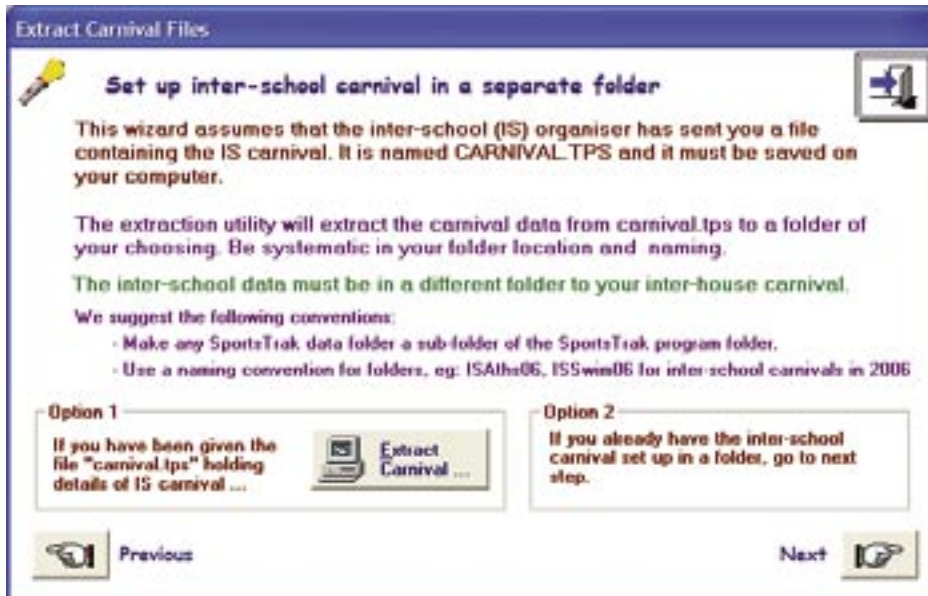 Extract Carnival Files
Set up inter-school carnival in a separate folder
This wizard assumes that the inter-school (IS) organiser has sent you a file
containing the IS carnival. It is named CARNIVAL.TPS and it must be saved on
your computer.
The extraction utility will extract the carnival data from carnival.tps to a folder of
your choosing. Be systematic in your folder location and naming.
The inter-school data must be in a different folder to your inter-house carnival.
We suggest the following conventions:
- Make any SportsTrak data folder a sub-folder of the SportsTrak program folder.
- Use a naming convention for folders, eg: ISAths06, ISSwim06 for inter-school carnivals in 2006
Option 1
If you have been given the
file "carnival.tps" holding
details of IS carnival ...
Extract
Carnival ...
Option 2
If you already have the inter-school
carnival set up in a folder, go to next
step.
Previous
Next